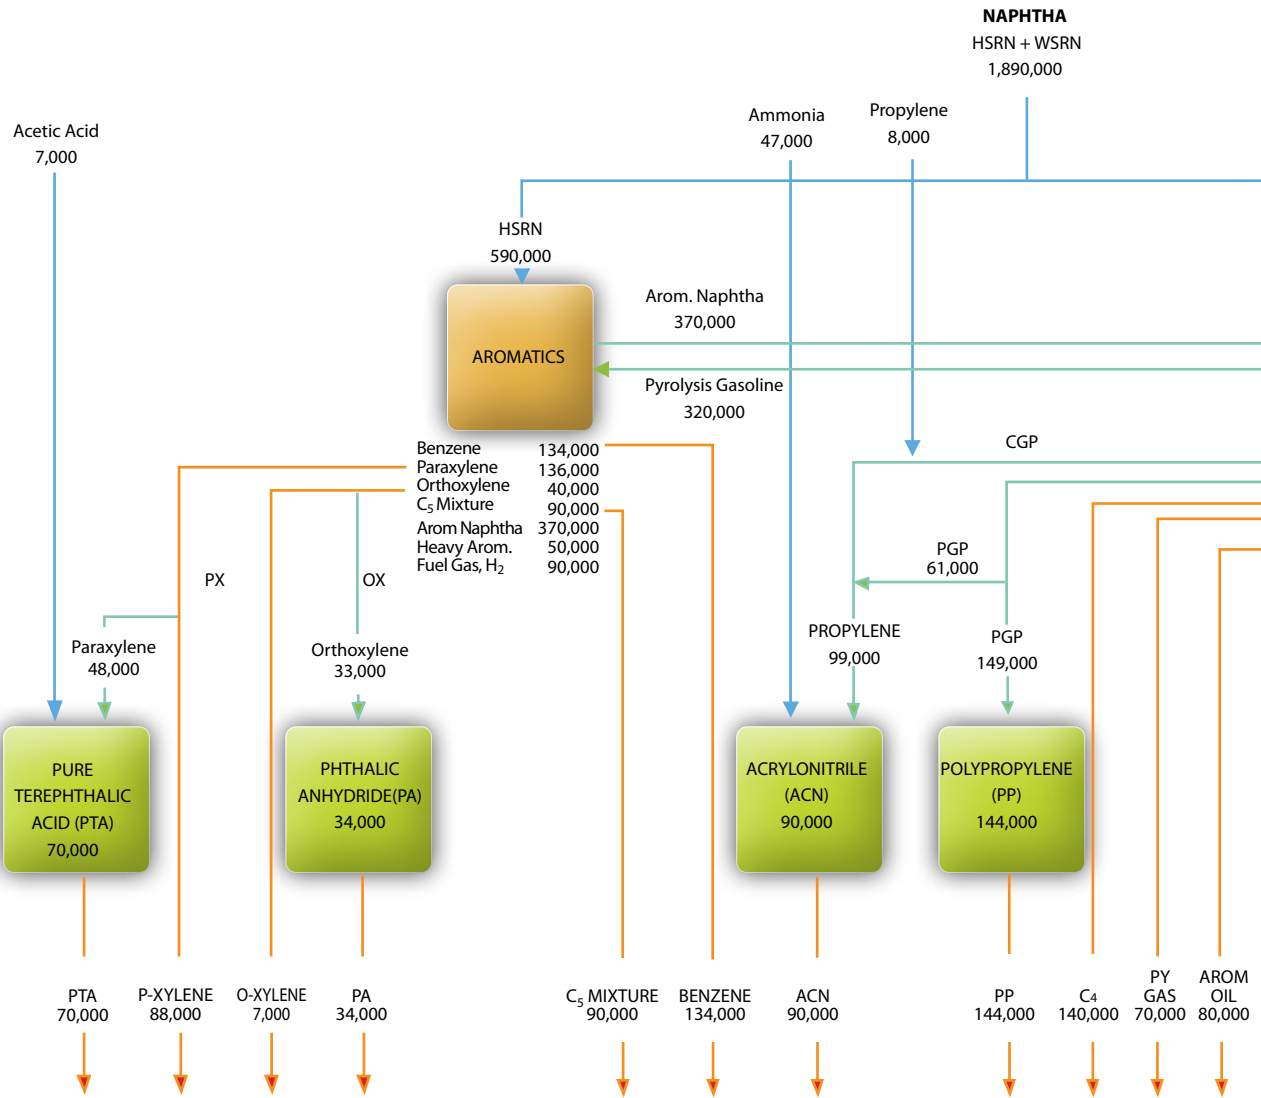 NAPHTHA
HSRN + WSRN
1,890,000
Propylene
8,000
Ammonia
47,000
Acetic Acid
7,000
HSRN
590,000
Arom. Naphtha
370,000
AROMATICS
Pyrolysis Gasoline
320,000
CGP
Benzene 134,000
Paraxylene 136,000
Orthoxylene 40,000
C5 Mixture 90,000
Arom Naphtha 370,000
Heavy Arom. 50,000
Fuel Gas, H2 90,000
PGP
61,000
PX
OX
Paraxylene
48,000
Orthoxylene
33,000
PROPYLENE
99,000
PGP
149,000
PURE
TEREPHTHALIC
ACID (PTA)
70,000
PHTHALIC
ANHYDRIDE(PA)
34,000
ACRYLONITRILE
(ACN)
90,000
POLYPROPYLENE
(PP)
144,000
PTA
70,000
P-XYLENE
88,000
O-XYLENE
7,000
PA
34,000
C5 MIXTURE
90,000
BENZENE
134,000
ACN
90,000
PP
144,000
C4
140,000
PY
GAS
70,000
AROM
OIL
80,000